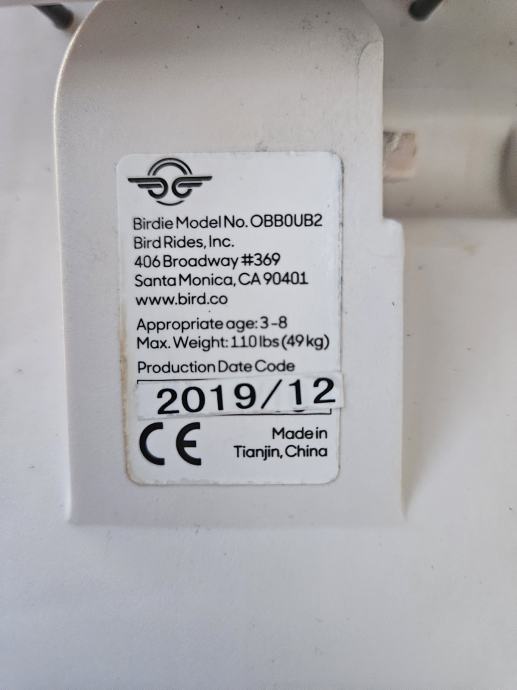 Birdie Model No. OBB0UB2
Bird Rides, Inc.
406 Broadway #369
Santa Monica, CA 90401
www.bird.co
Appropriate age: 3-8
Max. Weight: 110 lbs (49 kg)
Production Date Code
2019/12
CE
Made in
Tianjin, China